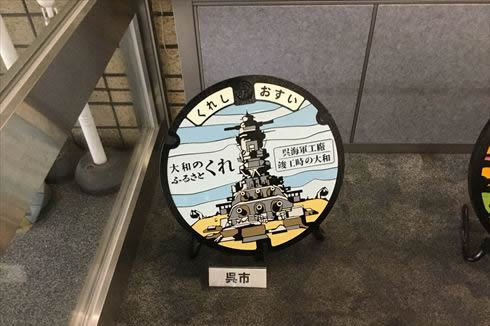 くれし おすい
大和の
ふるさと くれ
呉海軍工廠
竣工時の大和
呉市